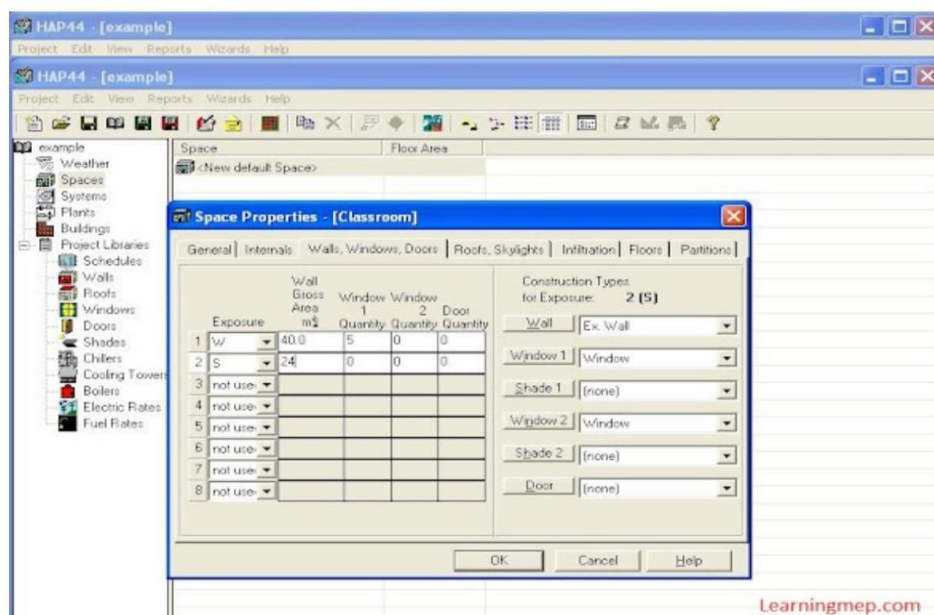 HAP44 - [example]
Project Edit View Reports Wizards Help
HAP44 - [example]
Project Edit View Reports Wizards Help
example
Weather
Spaces
Systems
Plants
Buildings
Project Libraries
Schedules
Walls
Roofs
Windows
Doors
Shades
Chillers
Cooling Towers
Boilers
Electric Rates
Fuel Rates
Space Floor Area
<New default Space>
Space Properties - [Classroom]
General Internals Walls, Windows, Doors Roofs, Skylights Infiltration Floors Partitions
Exposure
Wall Gross Area m²
Window 1 Quantity
Window 2 Quantity
Door Quantity
1 W 40.0 5 0 0
2 S 24 0 0 0
3 not use
4 not use
5 not use
6 not use
7 not use
8 not use
Construction Types
for Exposure: 2 (S)
Wall Ex. Wall
Window 1 Window
Shade 1 (none)
Window 2 Window
Shade 2 (none)
Door (none)
OK Cancel Help
Learningmep.com